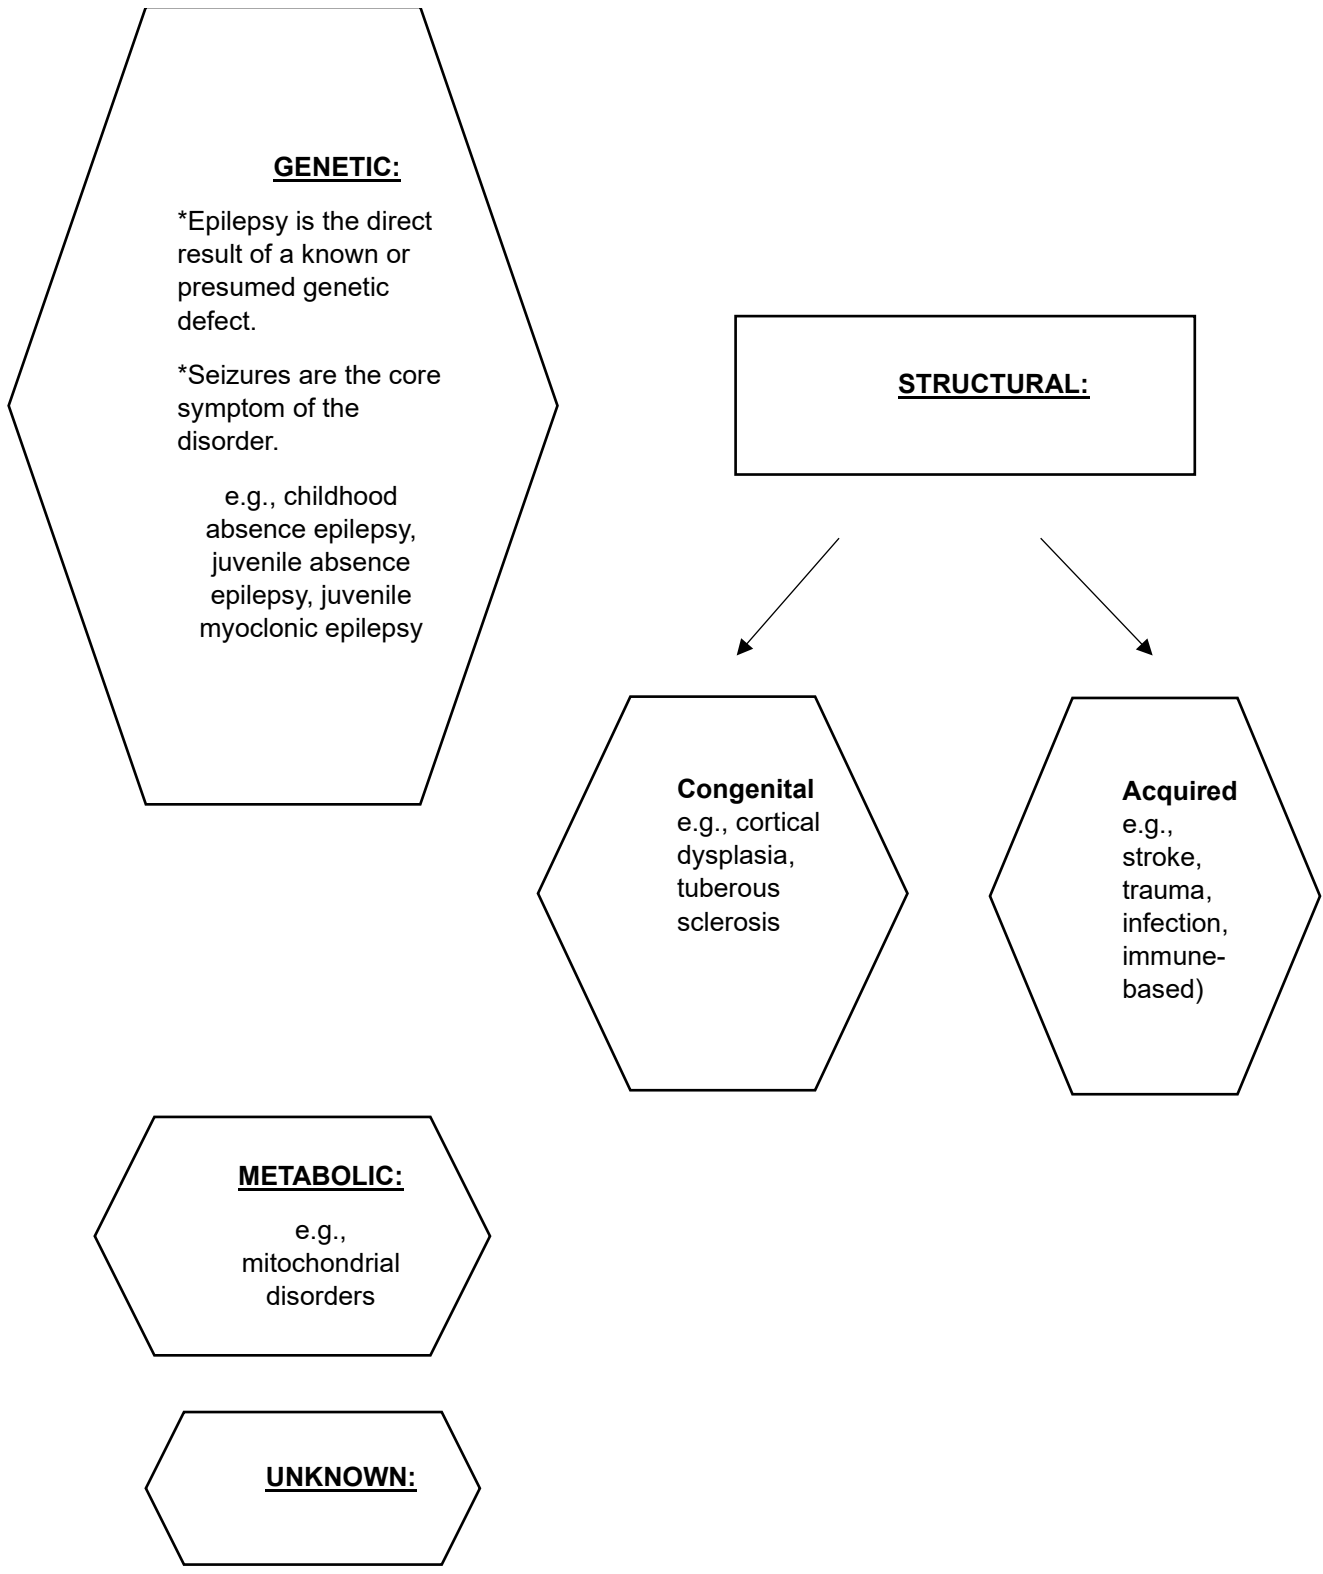 GENETIC:
*Epilepsy is the direct
result of a known or
presumed genetic
defect.
*Seizures are the core
symptom of the
disorder.
e.g., childhood
absence epilepsy,
juvenile absence
epilepsy, juvenile
myoclonic epilepsy
STRUCTURAL:
Congenital
e.g., cortical
dysplasia,
tuberous
sclerosis
Acquired
e.g.,
stroke,
trauma,
infection,
immune-
based)
METABOLIC:
e.g.,
mitochondrial
disorders
UNKNOWN: